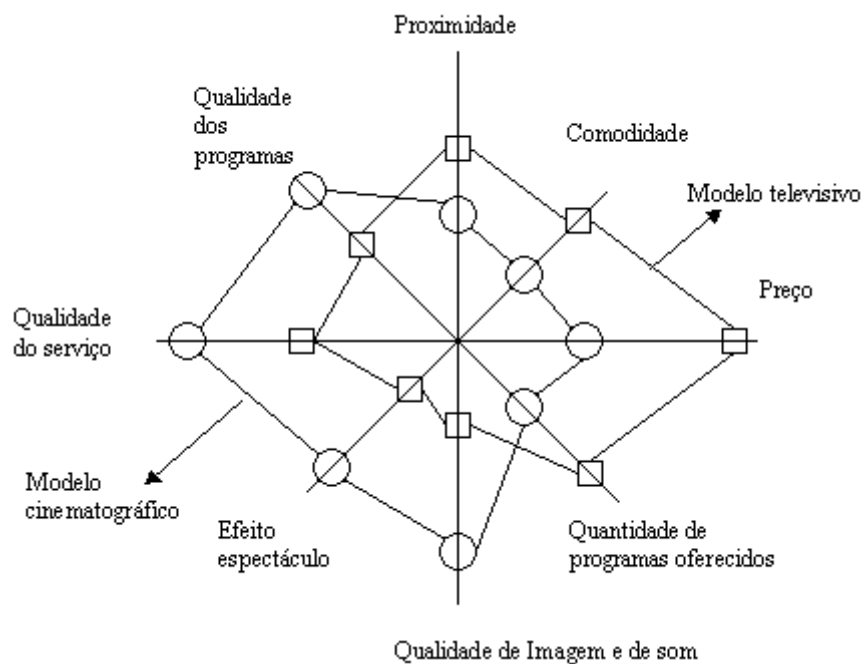 Proximidade
Qualidade
dos
programas
Comodidade
Modelo televisivo
Preço
Qualidade
do serviço
Modelo
cinematográfico
Efeito
espectáculo
Quantidade de
programas oferecidos
Qualidade de Imagem e de som